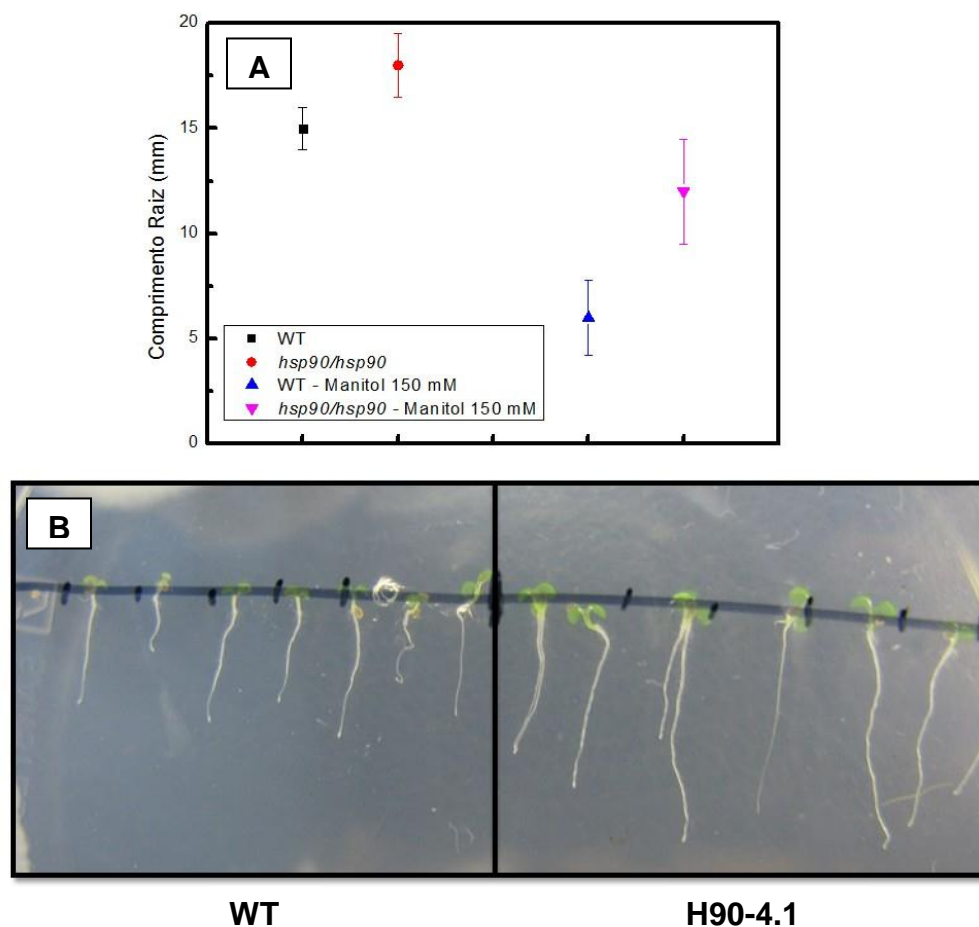 A
Comprimento Raiz (mm)
20
15
10
5
0
WT
hsp90/hsp90
WT - Manitol 150 mM
hsp90/hsp90 - Manitol 150 mM
B
WT
H90-4.1